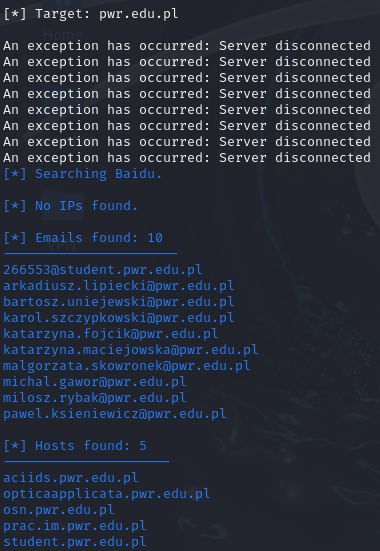 [*] Target: pwr.edu.pl
An exception has occurred: Server disconnected
An exception has occurred: Server disconnected
An exception has occurred: Server disconnected
An exception has occurred: Server disconnected
An exception has occurred: Server disconnected
An exception has occurred: Server disconnected
An exception has occurred: Server disconnected
An exception has occurred: Server disconnected
[*] Searching Baidu.
[*] No IPs found.
[*] Emails found: 10
----------------------
266553@student.pwr.edu.pl
arkadiusz.lipiecki@pwr.edu.pl
bartosz.uniejewski@pwr.edu.pl
karol.szczypkowski@pwr.edu.pl
katarzyna.fojcik@pwr.edu.pl
katarzyna.maciejowska@pwr.edu.pl
malgorzata.skowronek@pwr.edu.pl
michal.gawor@pwr.edu.pl
milosz.rybak@pwr.edu.pl
pawel.ksieniewicz@pwr.edu.pl
[*] Hosts found: 5
---------------------
aciids.pwr.edu.pl
opticaapplicata.pwr.edu.pl
osn.pwr.edu.pl
prac.im.pwr.edu.pl
student.pwr.edu.pl